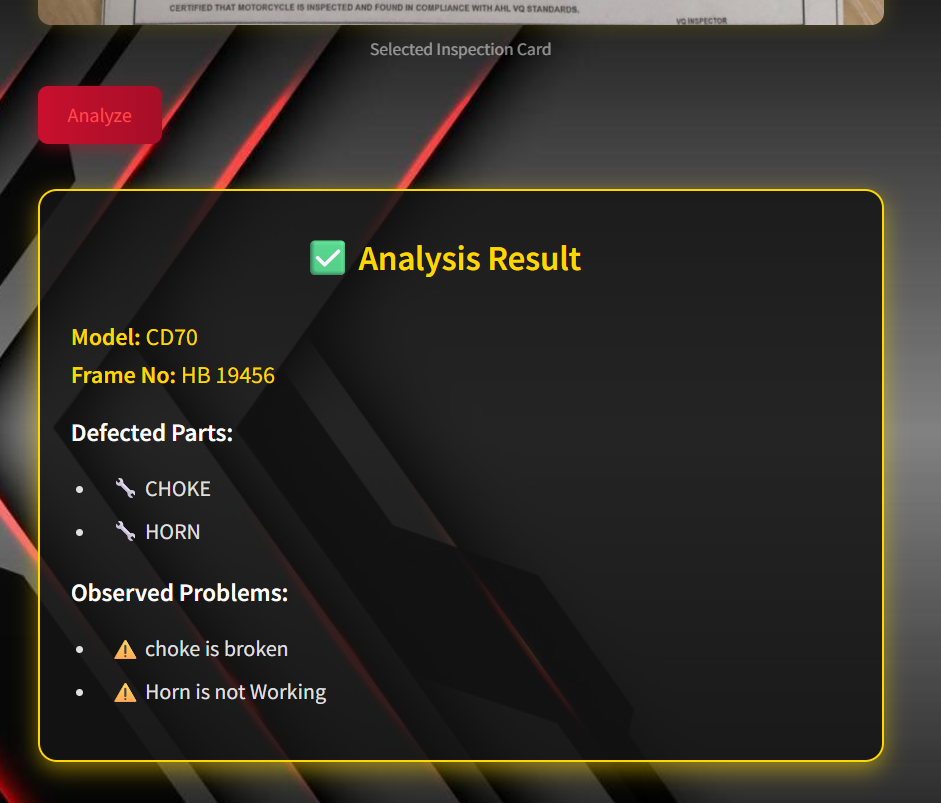 CERTIFIED THAT MOTORCYCLE IS INSPECTED AND FOUND IN COMPLIANCE WITH AHL VQ STANDARDS.
VQ INSPECTOR
Selected Inspection Card
Analyze
✅ Analysis Result
Model: CD70
Frame No: HB 19456
Defected Parts:
• 🔧 CHOKE
• 🔧 HORN
Observed Problems:
• ⚠️ choke is broken
• ⚠️ Horn is not Working